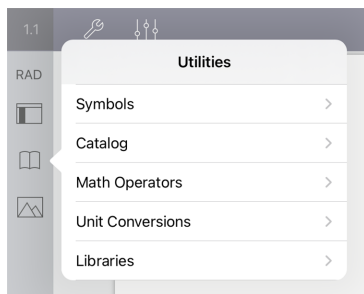 1.1
Utilities
RAD
Symbols
Catalog
Math Operators
Unit Conversions
Libraries